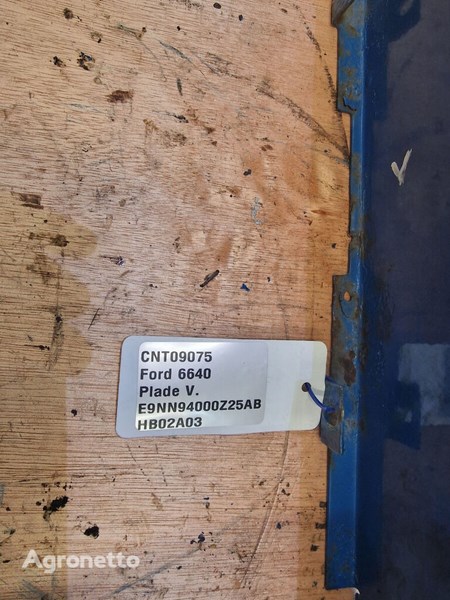 CNT09075
Ford 6640
Plade V.
E9NN94000Z25AB
HB02A03
Agronetto